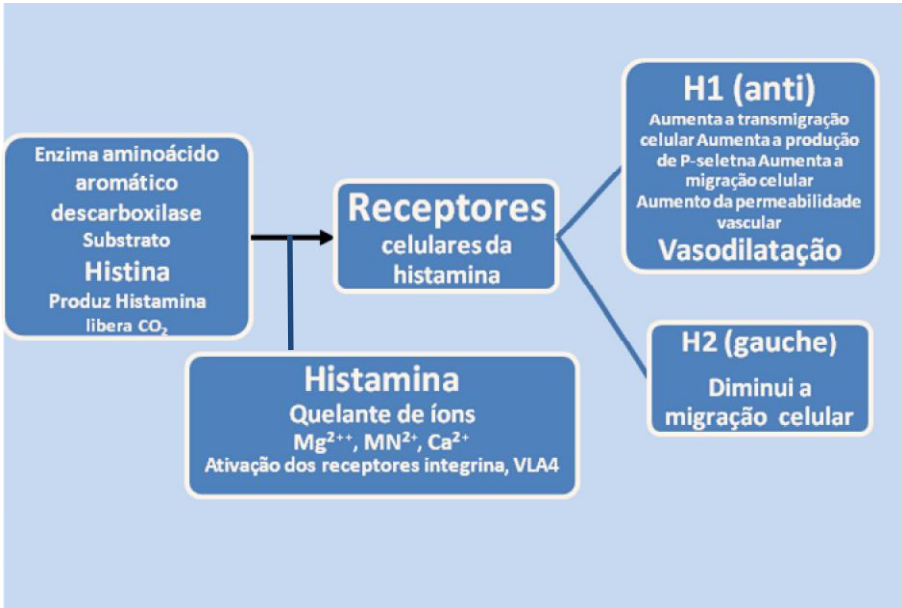 Enzima aminoácido
aromático
descarboxilase
Substrato
Histina
Produz Histamina
libera CO₂
Histamina
Quelante de íons
Mg²⁺⁺, MN²⁺, Ca²⁺
Ativação dos receptores integrina, VLA4
Receptores
celulares da
histamina
H1 (anti)
Aumenta a transmigração
celular Aumenta a produção
de P-seletna Aumenta a
migração celular
Aumento da permeabilidade
vascular
Vasodilatação
H2 (gauche)
Diminui a
migração celular